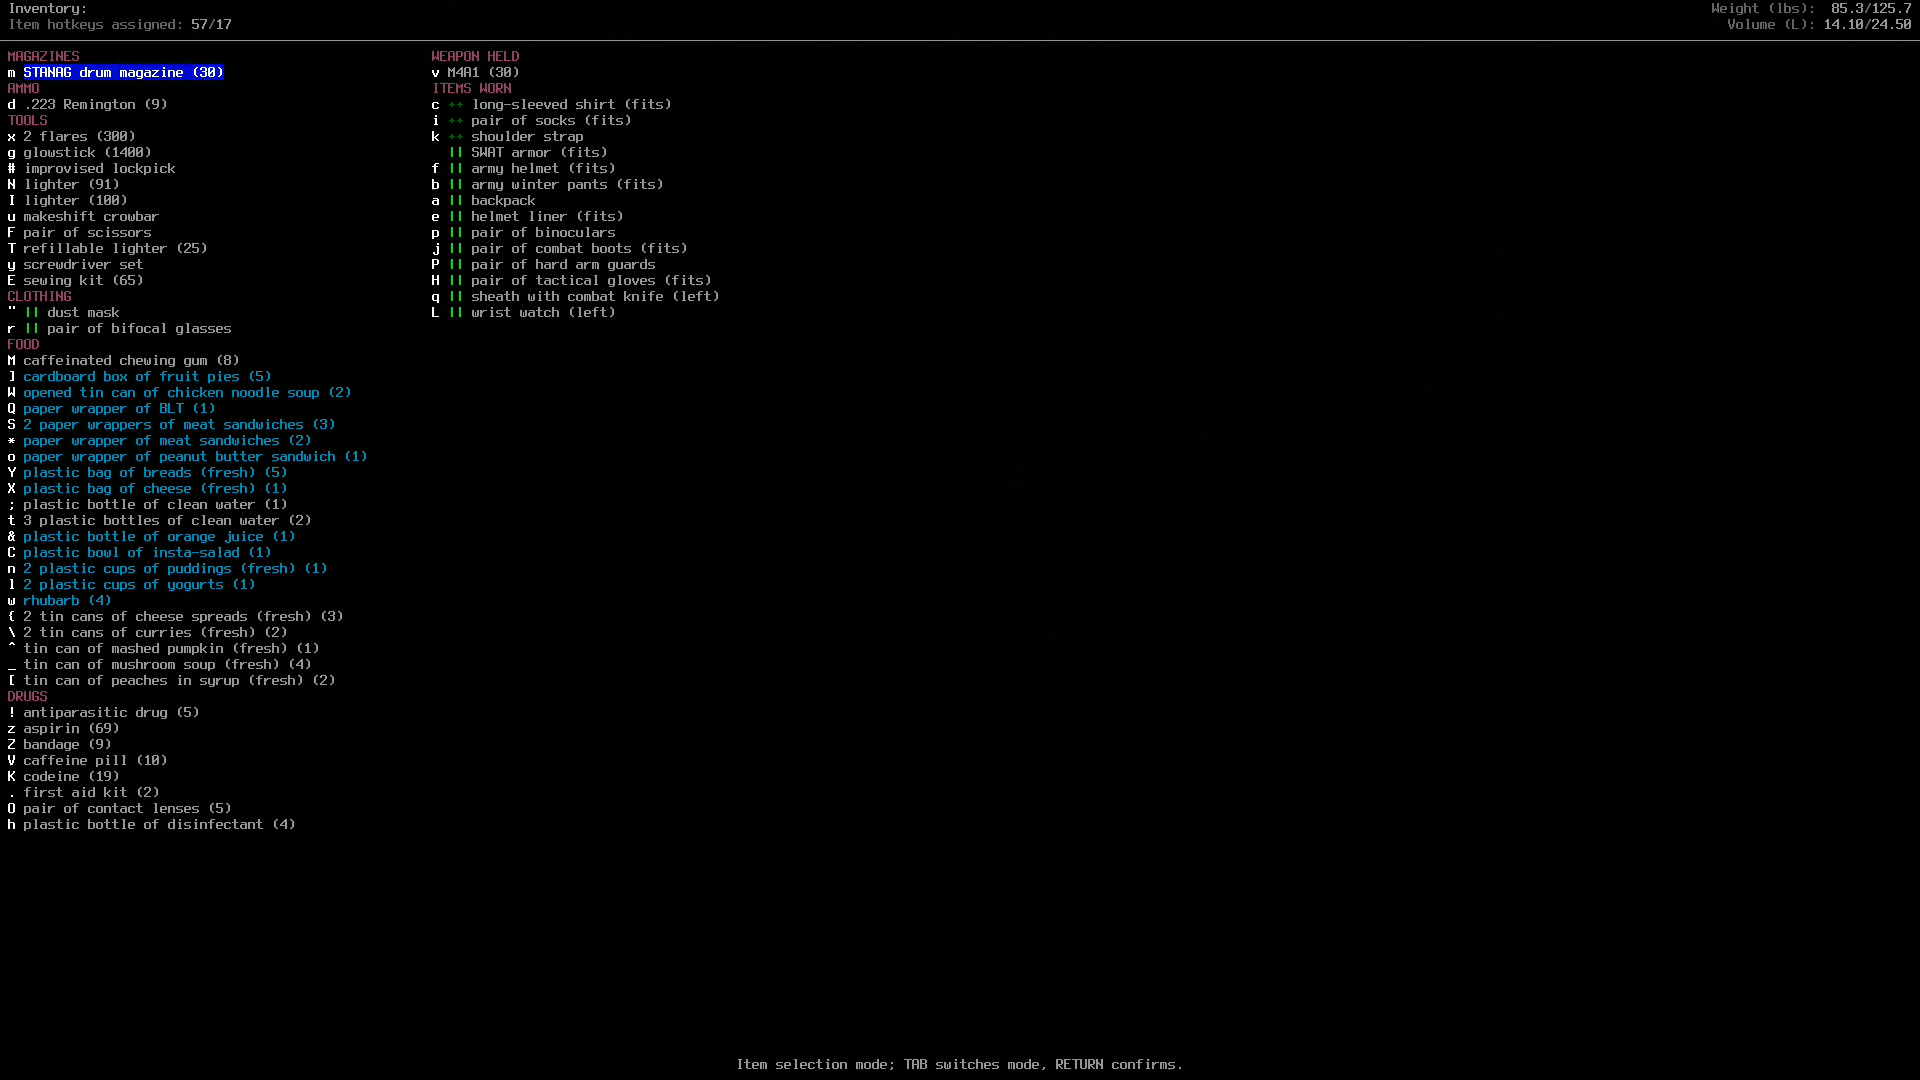 Inventory:
Item hotkeys assigned: 57/17
Weight (lbs): 85.3/125.7
Volume (L): 14.10/24.50
MAGAZINES
m STANAG drum magazine (30)
AMMO
d .223 Remington (9)
TOOLS
x 2 flares (300)
g glowstick (1400)
# improvised lockpick
N lighter (91)
I lighter (100)
u makeshift crowbar
F pair of scissors
T refillable lighter (25)
y screwdriver set
E sewing kit (65)
CLOTHING
" || dust mask
r || pair of bifocal glasses
FOOD
M caffeinated chewing gum (8)
] cardboard box of fruit pies (5)
W opened tin can of chicken noodle soup (2)
Q paper wrapper of BLT (1)
S 2 paper wrappers of meat sandwiches (3)
* paper wrapper of meat sandwiches (2)
o paper wrapper of peanut butter sandwich (1)
Y plastic bag of breads (fresh) (5)
X plastic bag of cheese (fresh) (1)
; plastic bottle of clean water (1)
t 3 plastic bottles of clean water (2)
& plastic bottle of orange juice (1)
C plastic bowl of insta-salad (1)
n 2 plastic cups of puddings (fresh) (1)
l 2 plastic cups of yogurts (1)
w rhubarb (4)
{ 2 tin cans of cheese spreads (fresh) (3)
\ 2 tin cans of curries (fresh) (2)
^ tin can of mashed pumpkin (fresh) (1)
_ tin can of mushroom soup (fresh) (4)
[ tin can of peaches in syrup (fresh) (2)
DRUGS
! antiparasitic drug (5)
z aspirin (69)
Z bandage (9)
V caffeine pill (10)
K codeine (19)
. first aid kit (2)
O pair of contact lenses (5)
h plastic bottle of disinfectant (4)
WEAPON HELD
v M4A1 (30)
ITEMS WORN
c ++ long-sleeved shirt (fits)
i ++ pair of socks (fits)
k ++ shoulder strap
|| SWAT armor (fits)
f || army helmet (fits)
b || army winter pants (fits)
a || backpack
e || helmet liner (fits)
p || pair of binoculars
j || pair of combat boots (fits)
P || pair of hard arm guards
H || pair of tactical gloves (fits)
q || sheath with combat knife (left)
L || wrist watch (left)
Item selection mode; TAB switches mode, RETURN confirms.